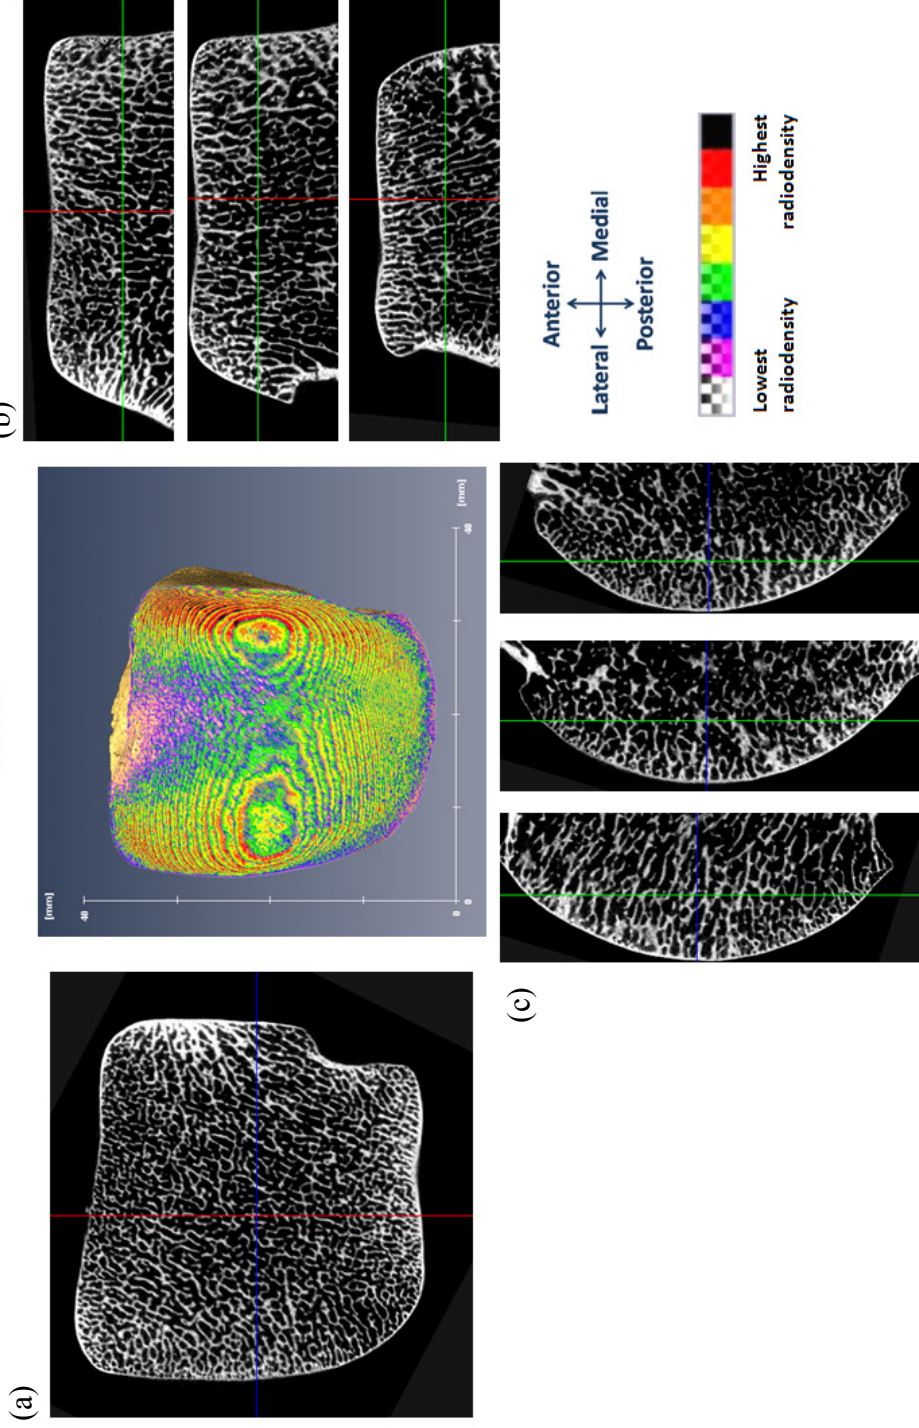 (a)
[mm]
40
0
0
40
[mm]
(b)
(c)
Anterior
Lateral
Medial
Posterior
Lowest
radiodensity
Highest
radiodensity